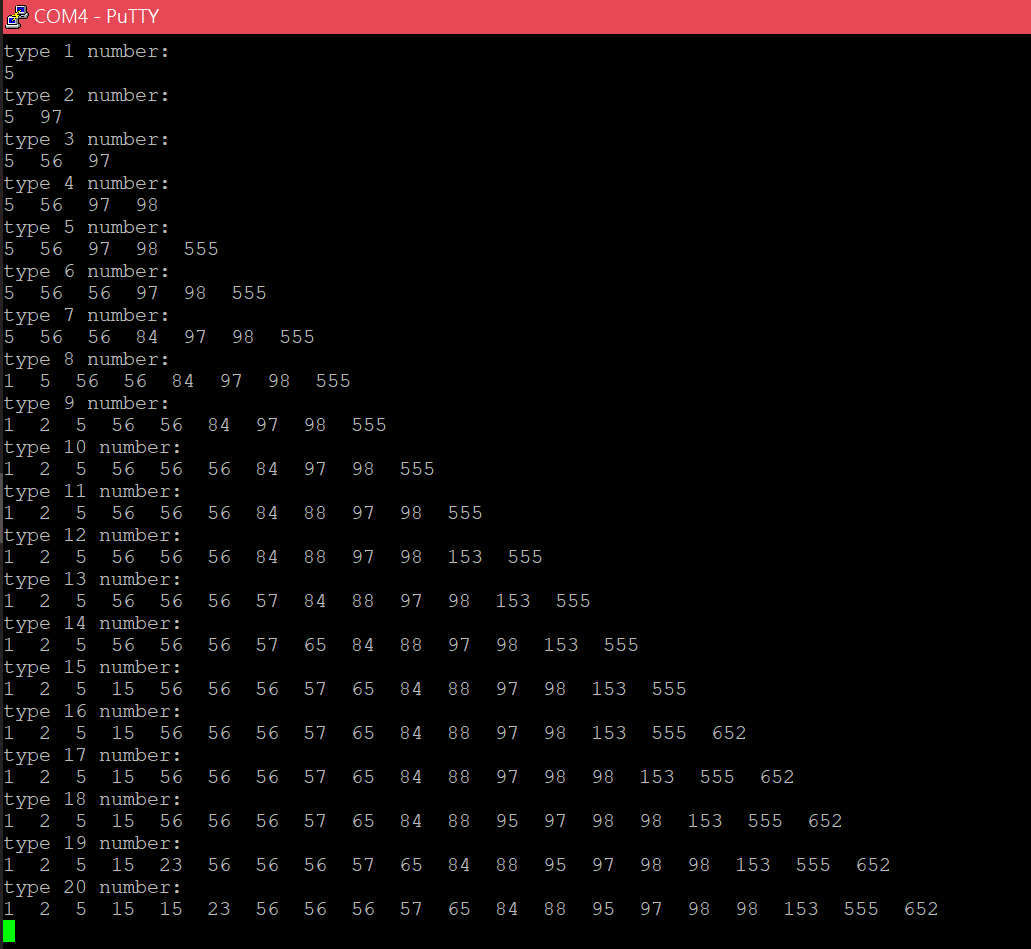 COM4 - PuTTY
type 1 number:
5
type 2 number:
5  97
type 3 number:
5  56  97
type 4 number:
5  56  97  98
type 5 number:
5  56  97  98  555
type 6 number:
5  56  56  97  98  555
type 7 number:
5  56  56  84  97  98  555
type 8 number:
1  5  56  56  84  97  98  555
type 9 number:
1  2  5  56  56  84  97  98  555
type 10 number:
1  2  5  56  56  56  84  97  98  555
type 11 number:
1  2  5  56  56  56  84  88  97  98  555
type 12 number:
1  2  5  56  56  56  84  88  97  98  153  555
type 13 number:
1  2  5  56  56  56  57  84  88  97  98  153  555
type 14 number:
1  2  5  56  56  56  57  65  84  88  97  98  153  555
type 15 number:
1  2  5  15  56  56  56  57  65  84  88  97  98  153  555
type 16 number:
1  2  5  15  56  56  56  57  65  84  88  97  98  153  555  652
type 17 number:
1  2  5  15  56  56  56  57  65  84  88  97  98  98  153  555  652
type 18 number:
1  2  5  15  56  56  56  57  65  84  88  95  97  98  98  153  555  652
type 19 number:
1  2  5  15  23  56  56  56  57  65  84  88  95  97  98  98  153  555  652
type 20 number:
1  2  5  15  15  23  56  56  56  57  65  84  88  95  97  98  98  153  555  652